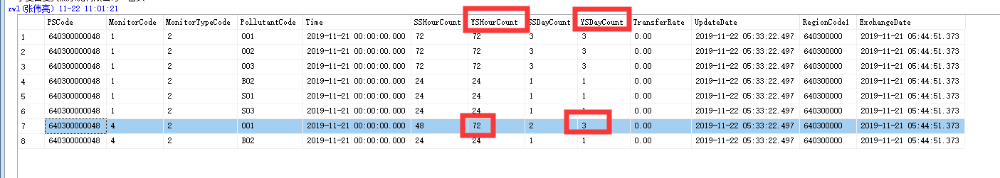 zwl(张伟亮) 11-22 11:01:21
PSCode MonitorCode MonitorTypeCode PollutantCode Time SSHourCount YSHourCount SSDayCount YSDayCount TransferRate UpdateDate RegionCode1 ExchangeDate
1 640300000048 1 2 001 2019-11-21 00:00:00.000 72 72 3 3 0.00 2019-11-22 05:33:22.497 640300000 2019-11-21 05:44:51.373
2 640300000048 1 2 002 2019-11-21 00:00:00.000 72 72 3 3 0.00 2019-11-22 05:33:22.497 640300000 2019-11-21 05:44:51.373
3 640300000048 1 2 003 2019-11-21 00:00:00.000 72 72 3 3 0.00 2019-11-22 05:33:22.497 640300000 2019-11-21 05:44:51.373
4 640300000048 1 2 B02 2019-11-21 00:00:00.000 24 24 1 1 0.00 2019-11-22 05:33:22.497 640300000 2019-11-21 05:44:51.373
5 640300000048 1 2 S01 2019-11-21 00:00:00.000 24 24 1 1 0.00 2019-11-22 05:33:22.497 640300000 2019-11-21 05:44:51.373
6 640300000048 1 2 S03 2019-11-21 00:00:00.000 24 24 1 1 0.00 2019-11-22 05:33:22.497 640300000 2019-11-21 05:44:51.373
7 640300000048 4 2 001 2019-11-21 00:00:00.000 48 72 2 3 0.00 2019-11-22 05:33:22.497 640300000 2019-11-21 05:44:51.373
8 640300000048 4 2 B02 2019-11-21 00:00:00.000 24 24 1 1 0.00 2019-11-22 05:33:22.497 640300000 2019-11-21 05:44:51.373